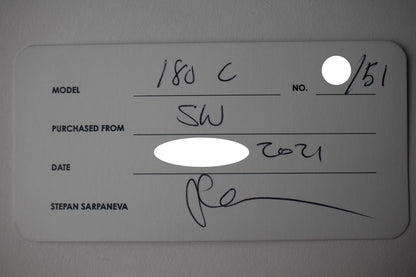 MODEL 180 C NO. /51
PURCHASED FROM SW
DATE 2021
STEPAN SARPANEVA